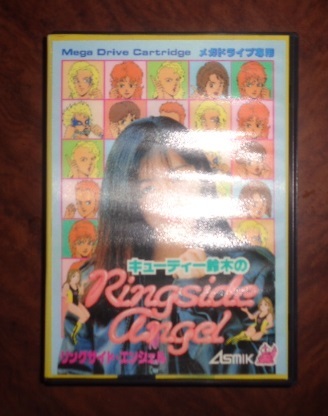 Mega Drive Cartridge メガドライブ専用
キューティー鈴木の
Ringside
Angel
リングサイド・エンジェル
ASMIK